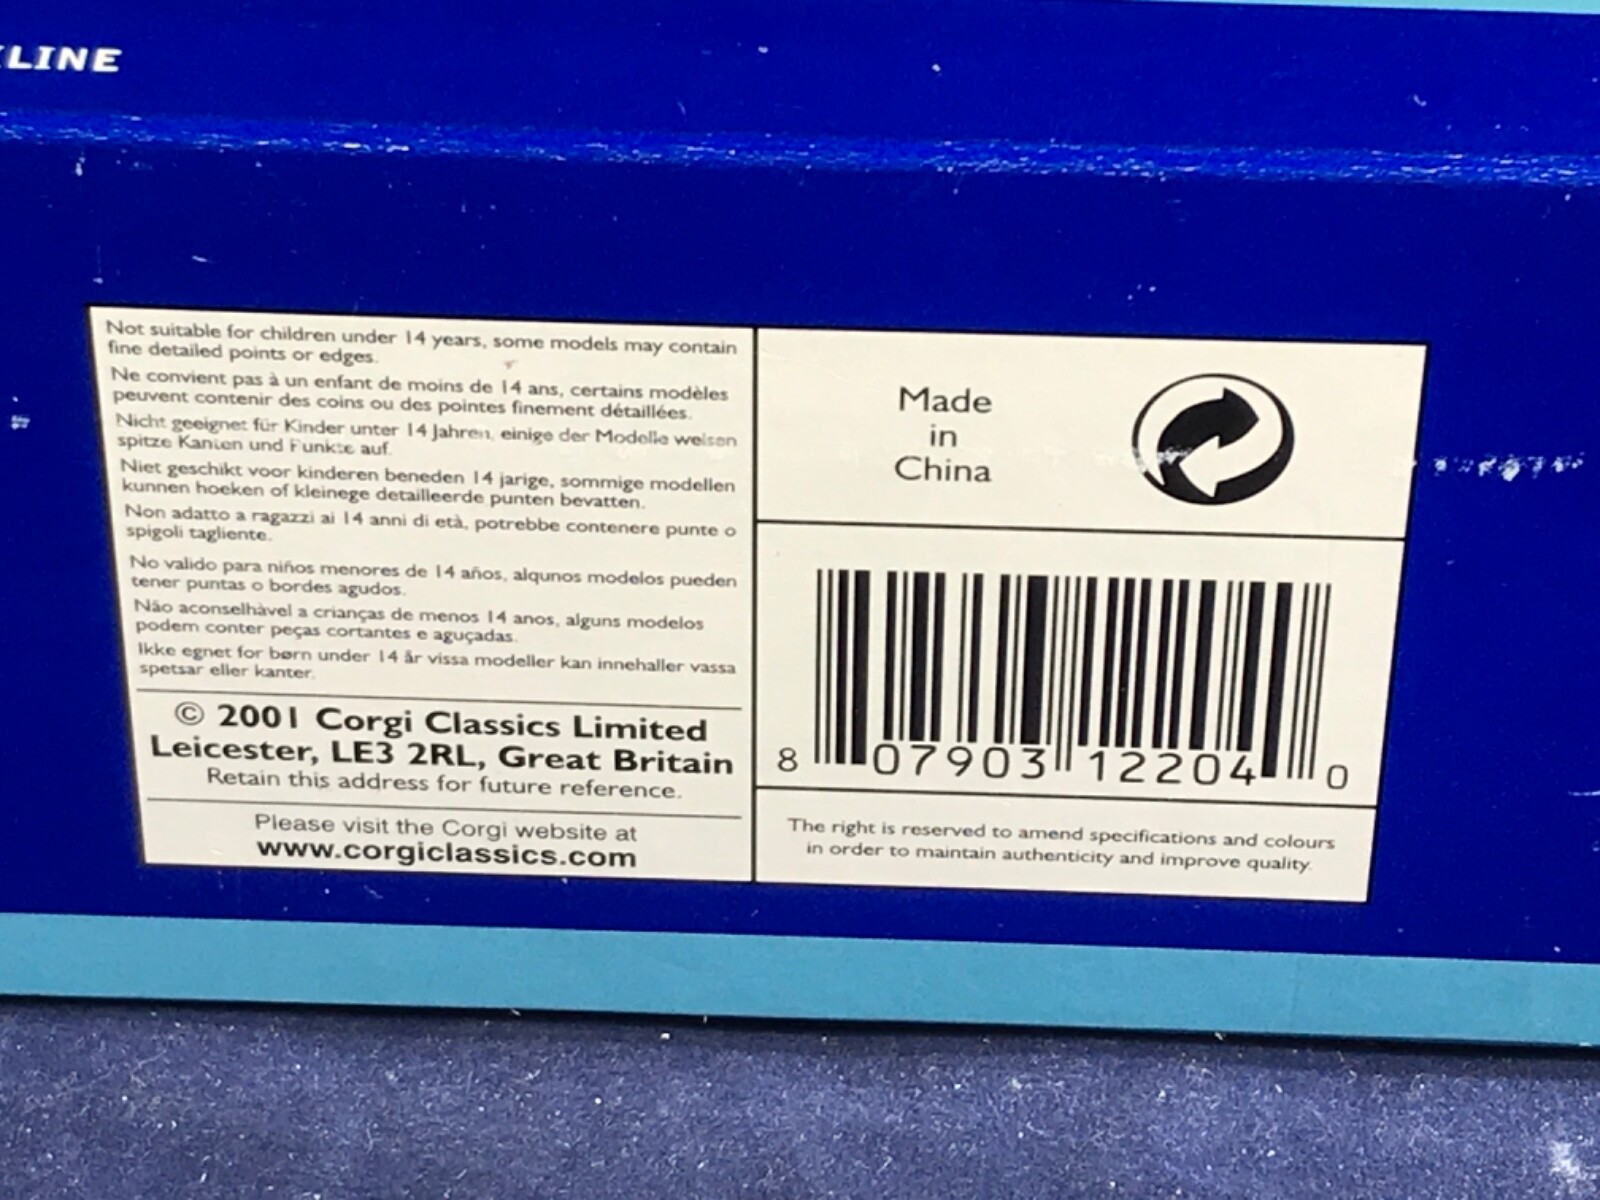 LINE
Not suitable for children under 14 years, some models may contain
fine detailed points or edges.
Ne convient pas à un enfant de moins de 14 ans, certains modèles
peuvent contenir des coins ou des pointes finement détaillées.
Nicht geeignet für Kinder unter 14 Jahren, einige der Modelle weisen
spitze Kanten und Punkte auf.
Niet geschikt voor kinderen beneden 14 jarige, sommige modellen
kunnen hoeken of kleinege detailleerde punten bevatten.
Non adatto a ragazzi ai 14 anni di età, potrebbe contenere punte o
spigoli tagliente.
No valido para niños menores de 14 años, alqunos modelos pueden
tener puntas o bordes agudos.
Não aconselhàvel a crianças de menos 14 anos, alguns modelos
podem conter peças cortantes e aguçadas.
Ikke egnet for børn under 14 år vissa modeller kan innehaller vassa
spetsar eller kanter.
© 2001 Corgi Classics Limited
Leicester, LE3 2RL, Great Britain
Retain this address for future reference.
Please visit the Corgi website at
www.corgiclassics.com
Made
in
China
8 07903 12204 0
The right is reserved to amend specifications and colours
in order to maintain authenticity and improve quality.